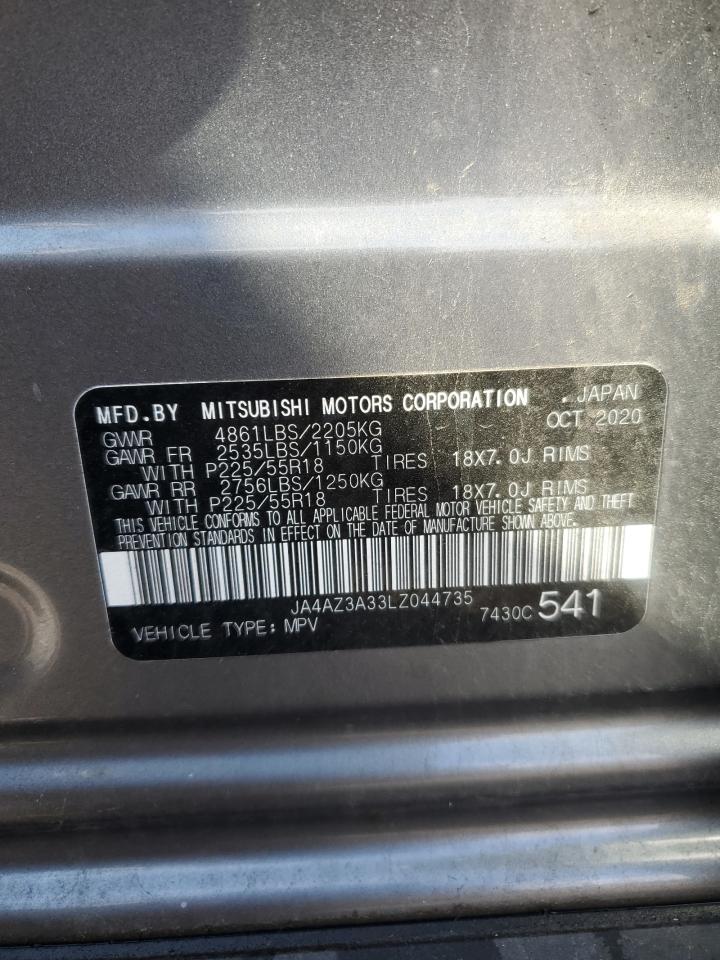 MFD.BY MITSUBISHI MOTORS CORPORATION , JAPAN
GVWR 4861LBS/2205KG OCT 2020
GAWR FR 2535LBS/1150KG
WITH P225/55R18 TIRES 18X7.0J RIMS
GAWR RR 2756LBS/1250KG
WITH P225/55R18 TIRES 18X7.0J RIMS
THIS VEHICLE CONFORMS TO ALL APPLICABLE FEDERAL MOTOR VEHICLE SAFETY AND THEFT
PREVENTION STANDARDS IN EFFECT ON THE DATE OF MANUFACTURE SHOWN ABOVE.
JA4AZ3A33LZ044735
VEHICLE TYPE: MPV 7430C 541